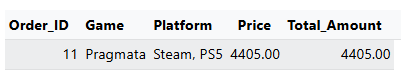 Order_ID Game Platform Price Total_Amount
11 Pragmata Steam, PS5 4405.00 4405.00